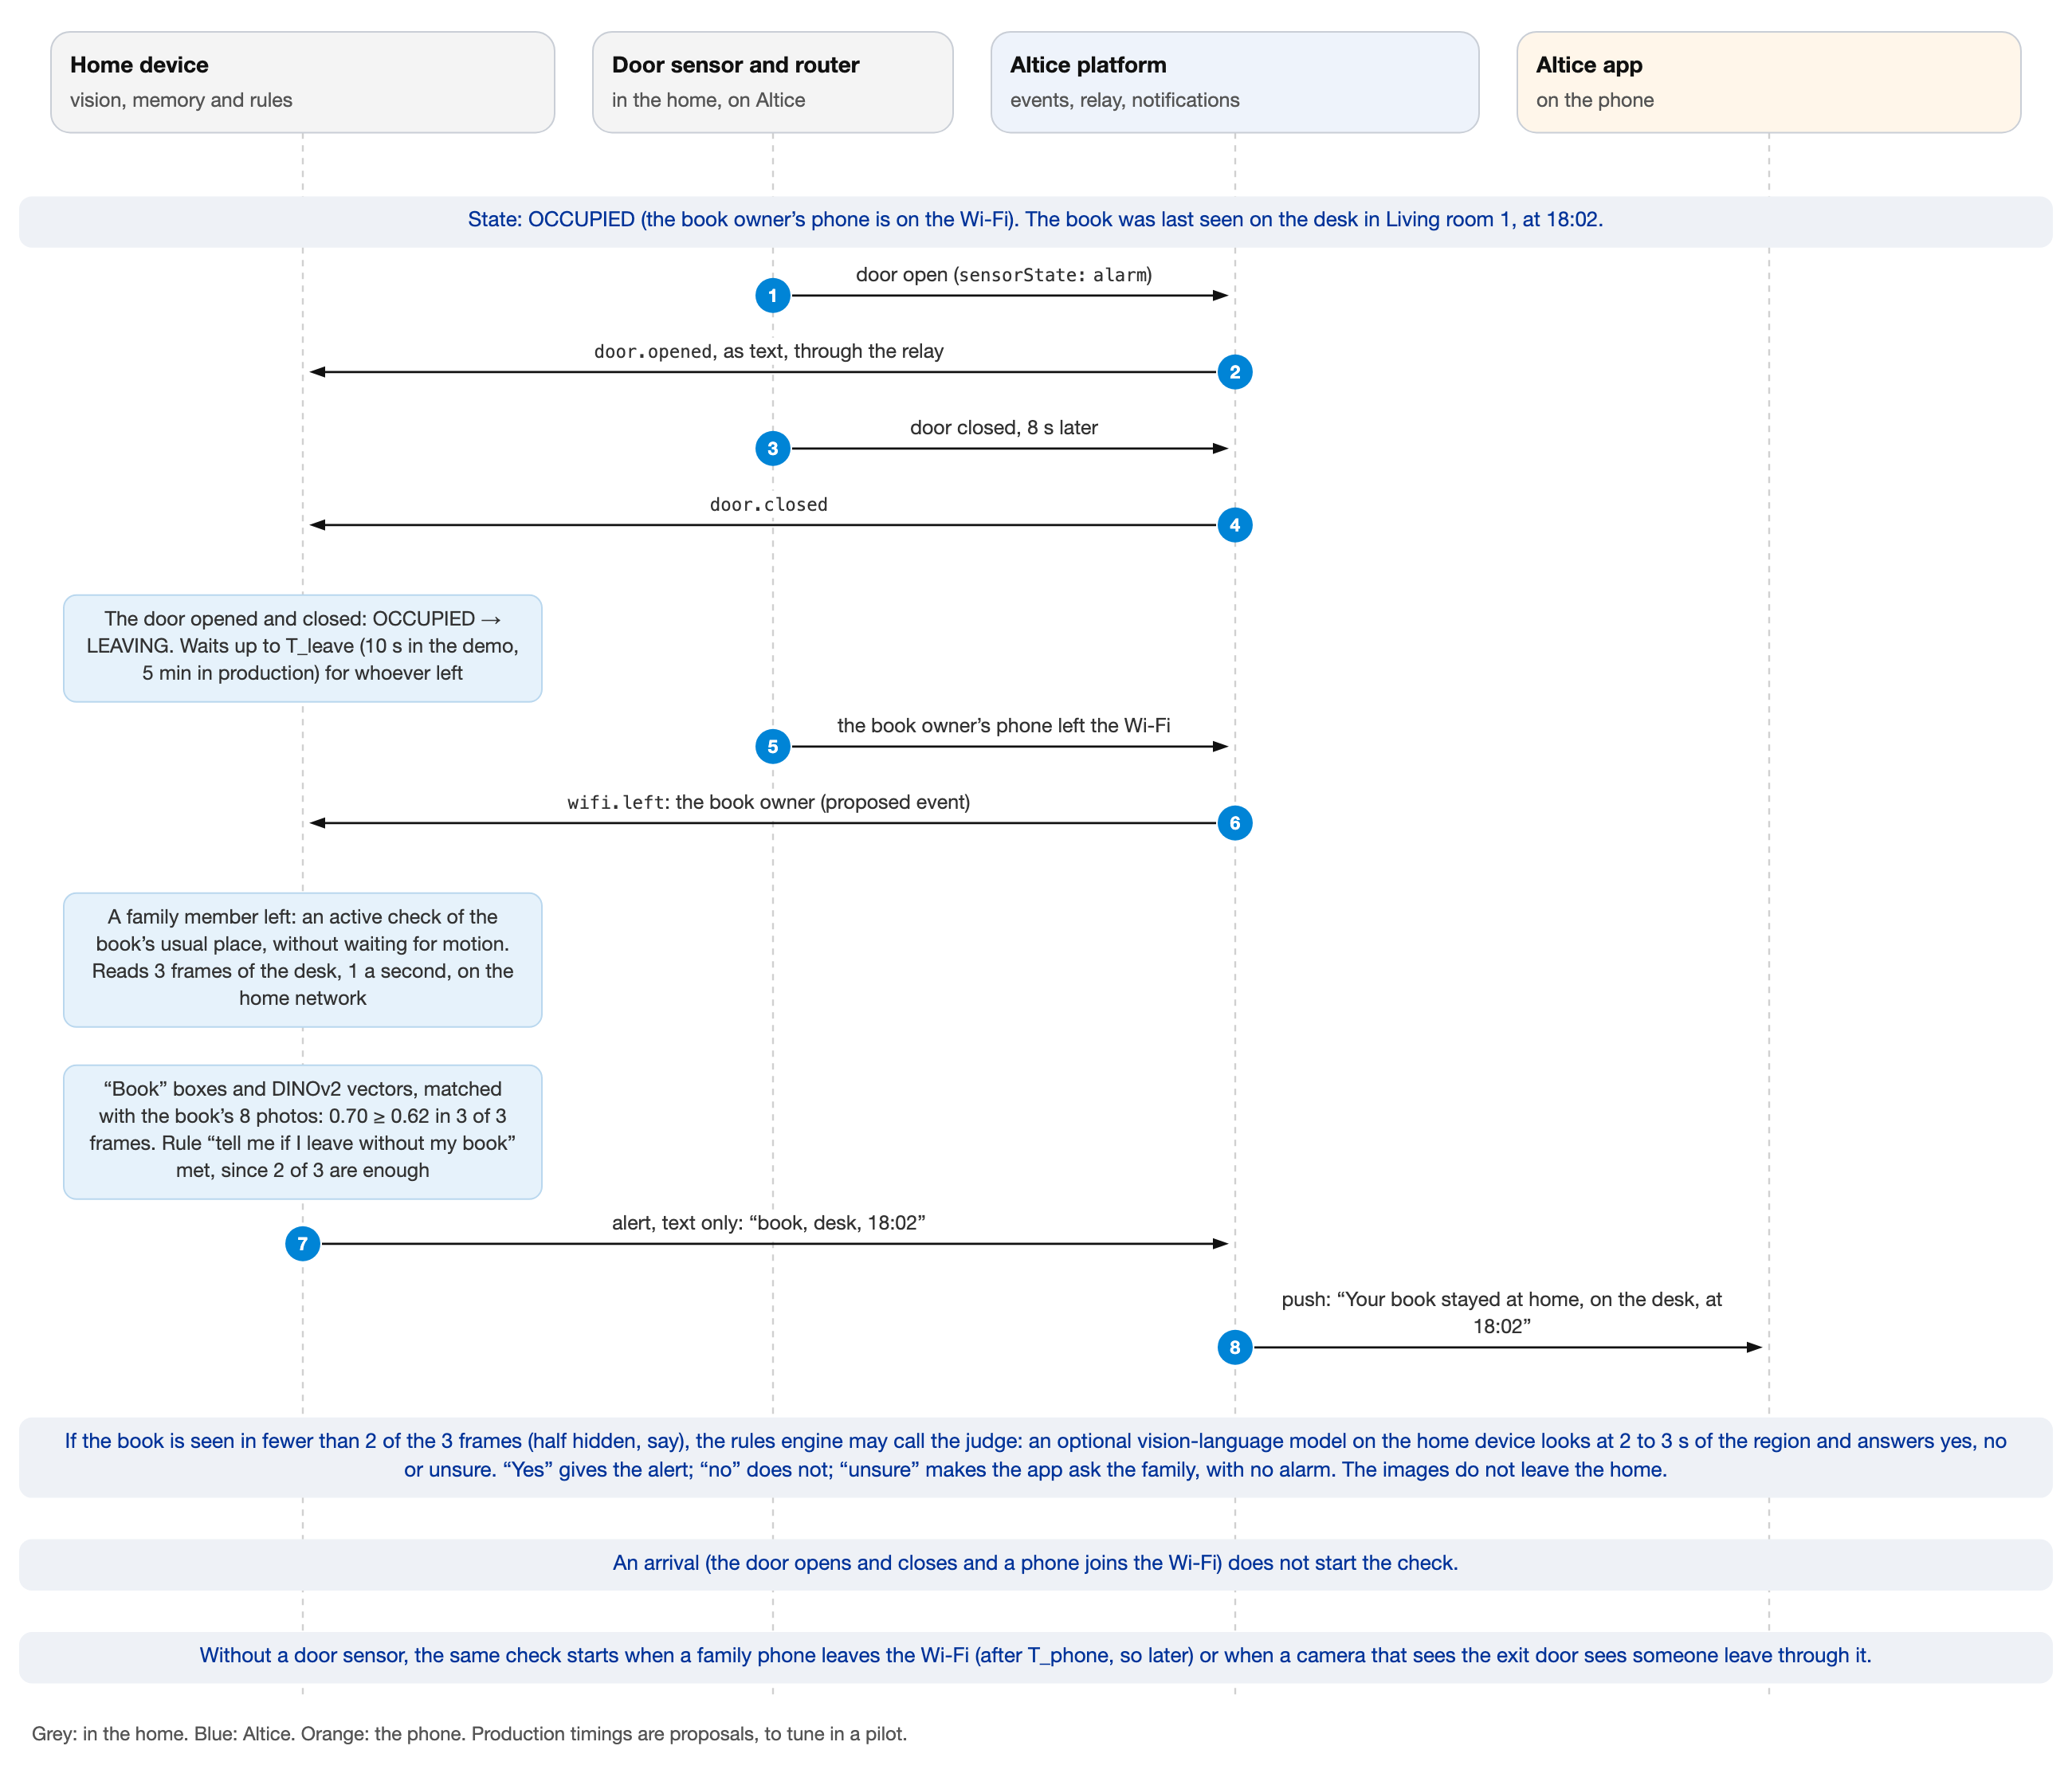 Home device
vision, memory and rules
Door sensor and router
in the home, on Altice
Altice platform
events, relay, notifications
Altice app
on the phone
State: OCCUPIED (the book owner’s phone is on the Wi-Fi). The book was last seen on the desk in Living room 1, at 18:02.
door open (sensorState: alarm)
1
door.opened, as text, through the relay
2
door closed, 8 s later
3
door.closed
4
The door opened and closed: OCCUPIED →
LEAVING. Waits up to T_leave (10 s in the demo,
5 min in production) for whoever left
the book owner’s phone left the Wi-Fi
5
wifi.left: the book owner (proposed event)
6
A family member left: an active check of the
book’s usual place, without waiting for motion.
Reads 3 frames of the desk, 1 a second, on the
home network
“Book” boxes and DINOv2 vectors, matched
with the book’s 8 photos: 0.70 ≥ 0.62 in 3 of 3
frames. Rule “tell me if I leave without my book”
met, since 2 of 3 are enough
alert, text only: “book, desk, 18:02”
7
push: “Your book stayed at home, on the desk, at
18:02”
8
If the book is seen in fewer than 2 of the 3 frames (half hidden, say), the rules engine may call the judge: an optional vision-language model on the home device looks at 2 to 3 s of the region and answers yes, no
or unsure. “Yes” gives the alert; “no” does not; “unsure” makes the app ask the family, with no alarm. The images do not leave the home.
An arrival (the door opens and closes and a phone joins the Wi-Fi) does not start the check.
Without a door sensor, the same check starts when a family phone leaves the Wi-Fi (after T_phone, so later) or when a camera that sees the exit door sees someone leave through it.
Grey: in the home. Blue: Altice. Orange: the phone. Production timings are proposals, to tune in a pilot.